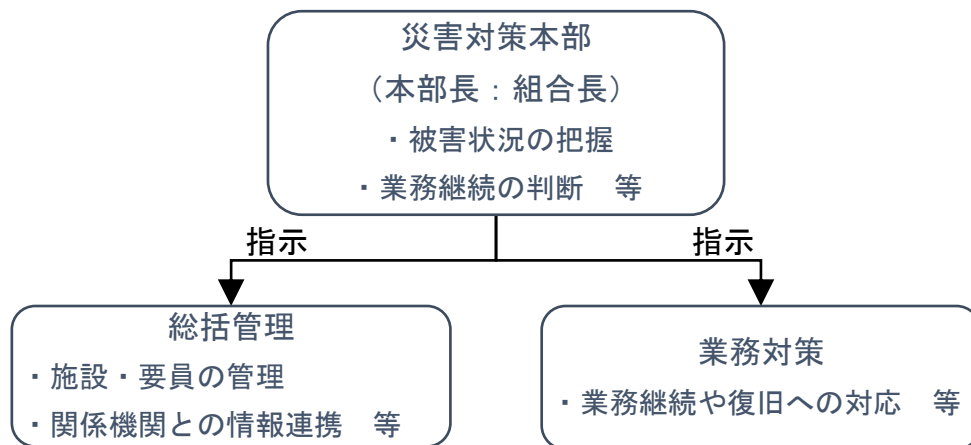 災害対策本部
（本部長：組合長）
・被害状況の把握
・業務継続の判断　等
指示
指示
総括管理
・施設・要員の管理
・関係機関との情報連携　等
業務対策
・業務継続や復旧への対応　等